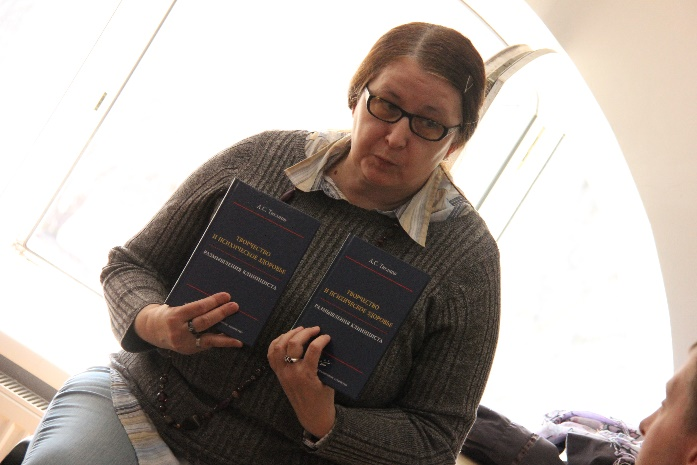 ТВОРЧЕСТВО
И ПСИХИЧЕСКОЕ ЗДОРОВЬЕ
РАЗМЫШЛЕНИЯ КЛИНИЦИСТА
ТВОРЧЕСТВО
И ПСИХИЧЕСКОЕ ЗДОРОВЬЕ
РАЗМЫШЛЕНИЯ КЛИНИЦИСТА